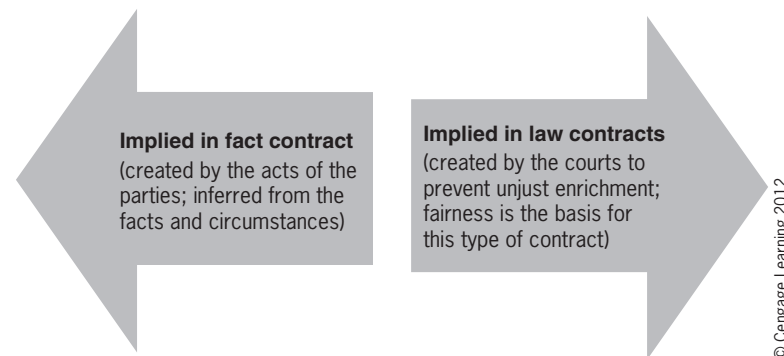 Implied in fact contract
(created by the acts of the
parties; inferred from the
facts and circumstances)
Implied in law contracts
(created by the courts to
prevent unjust enrichment;
fairness is the basis for
this type of contract)
© Cengage Learning 2012